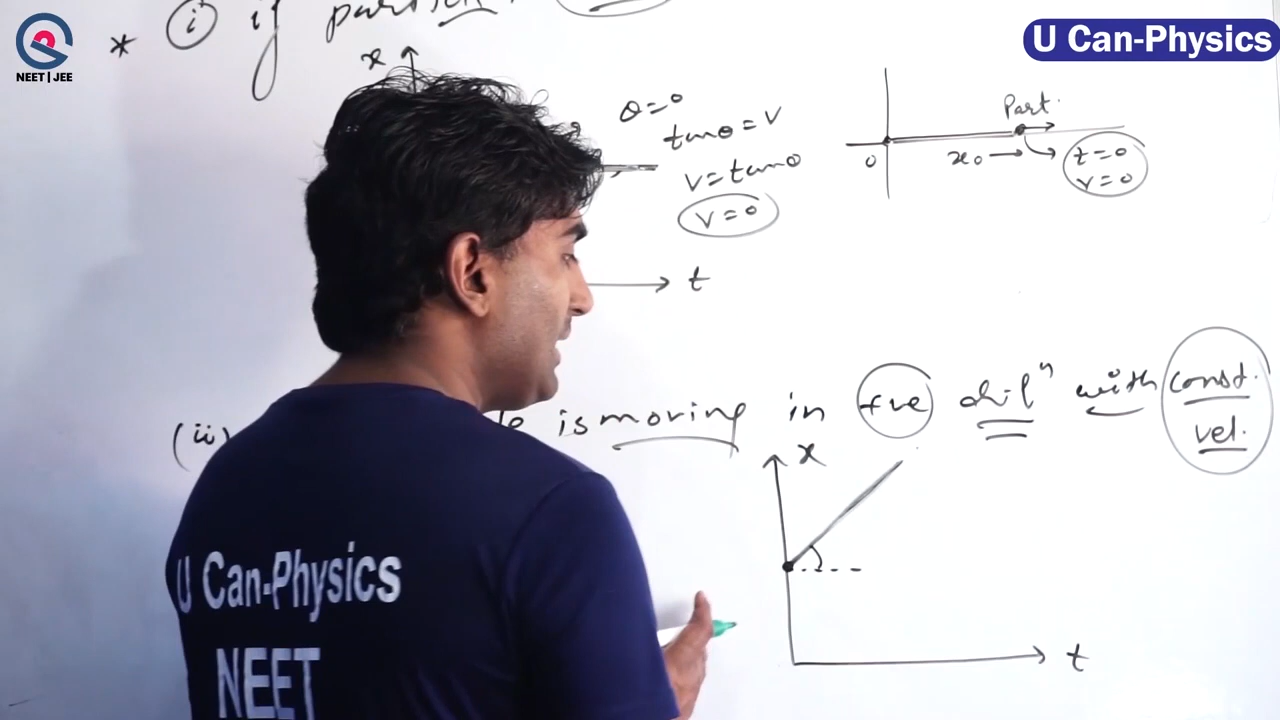 NEET | JEE
U Can-Physics
* (i) if
x
θ=0
tanθ = V
V = tanθ
V = 0
t
Part.
0
x₀
t=0
v=0
(ii) is moving in +ve dirⁿ with const. vel.
x
t
U Can-Physics
NEET